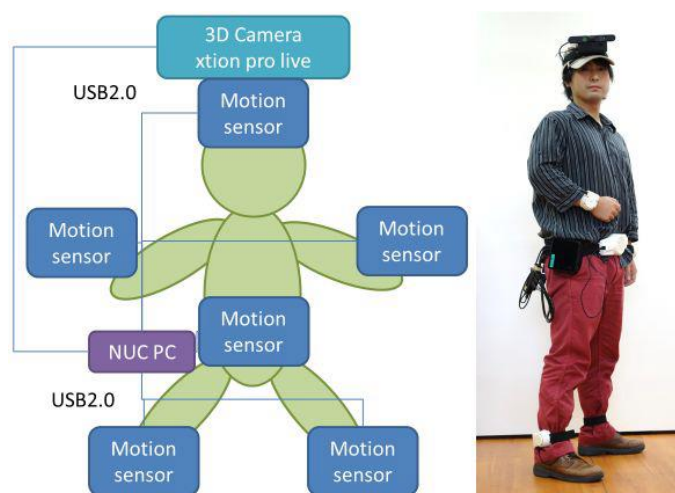 3D Camera
xtion pro live
USB2.0
Motion
sensor
Motion
sensor
Motion
sensor
Motion
sensor
NUC PC
USB2.0
Motion
sensor
Motion
sensor